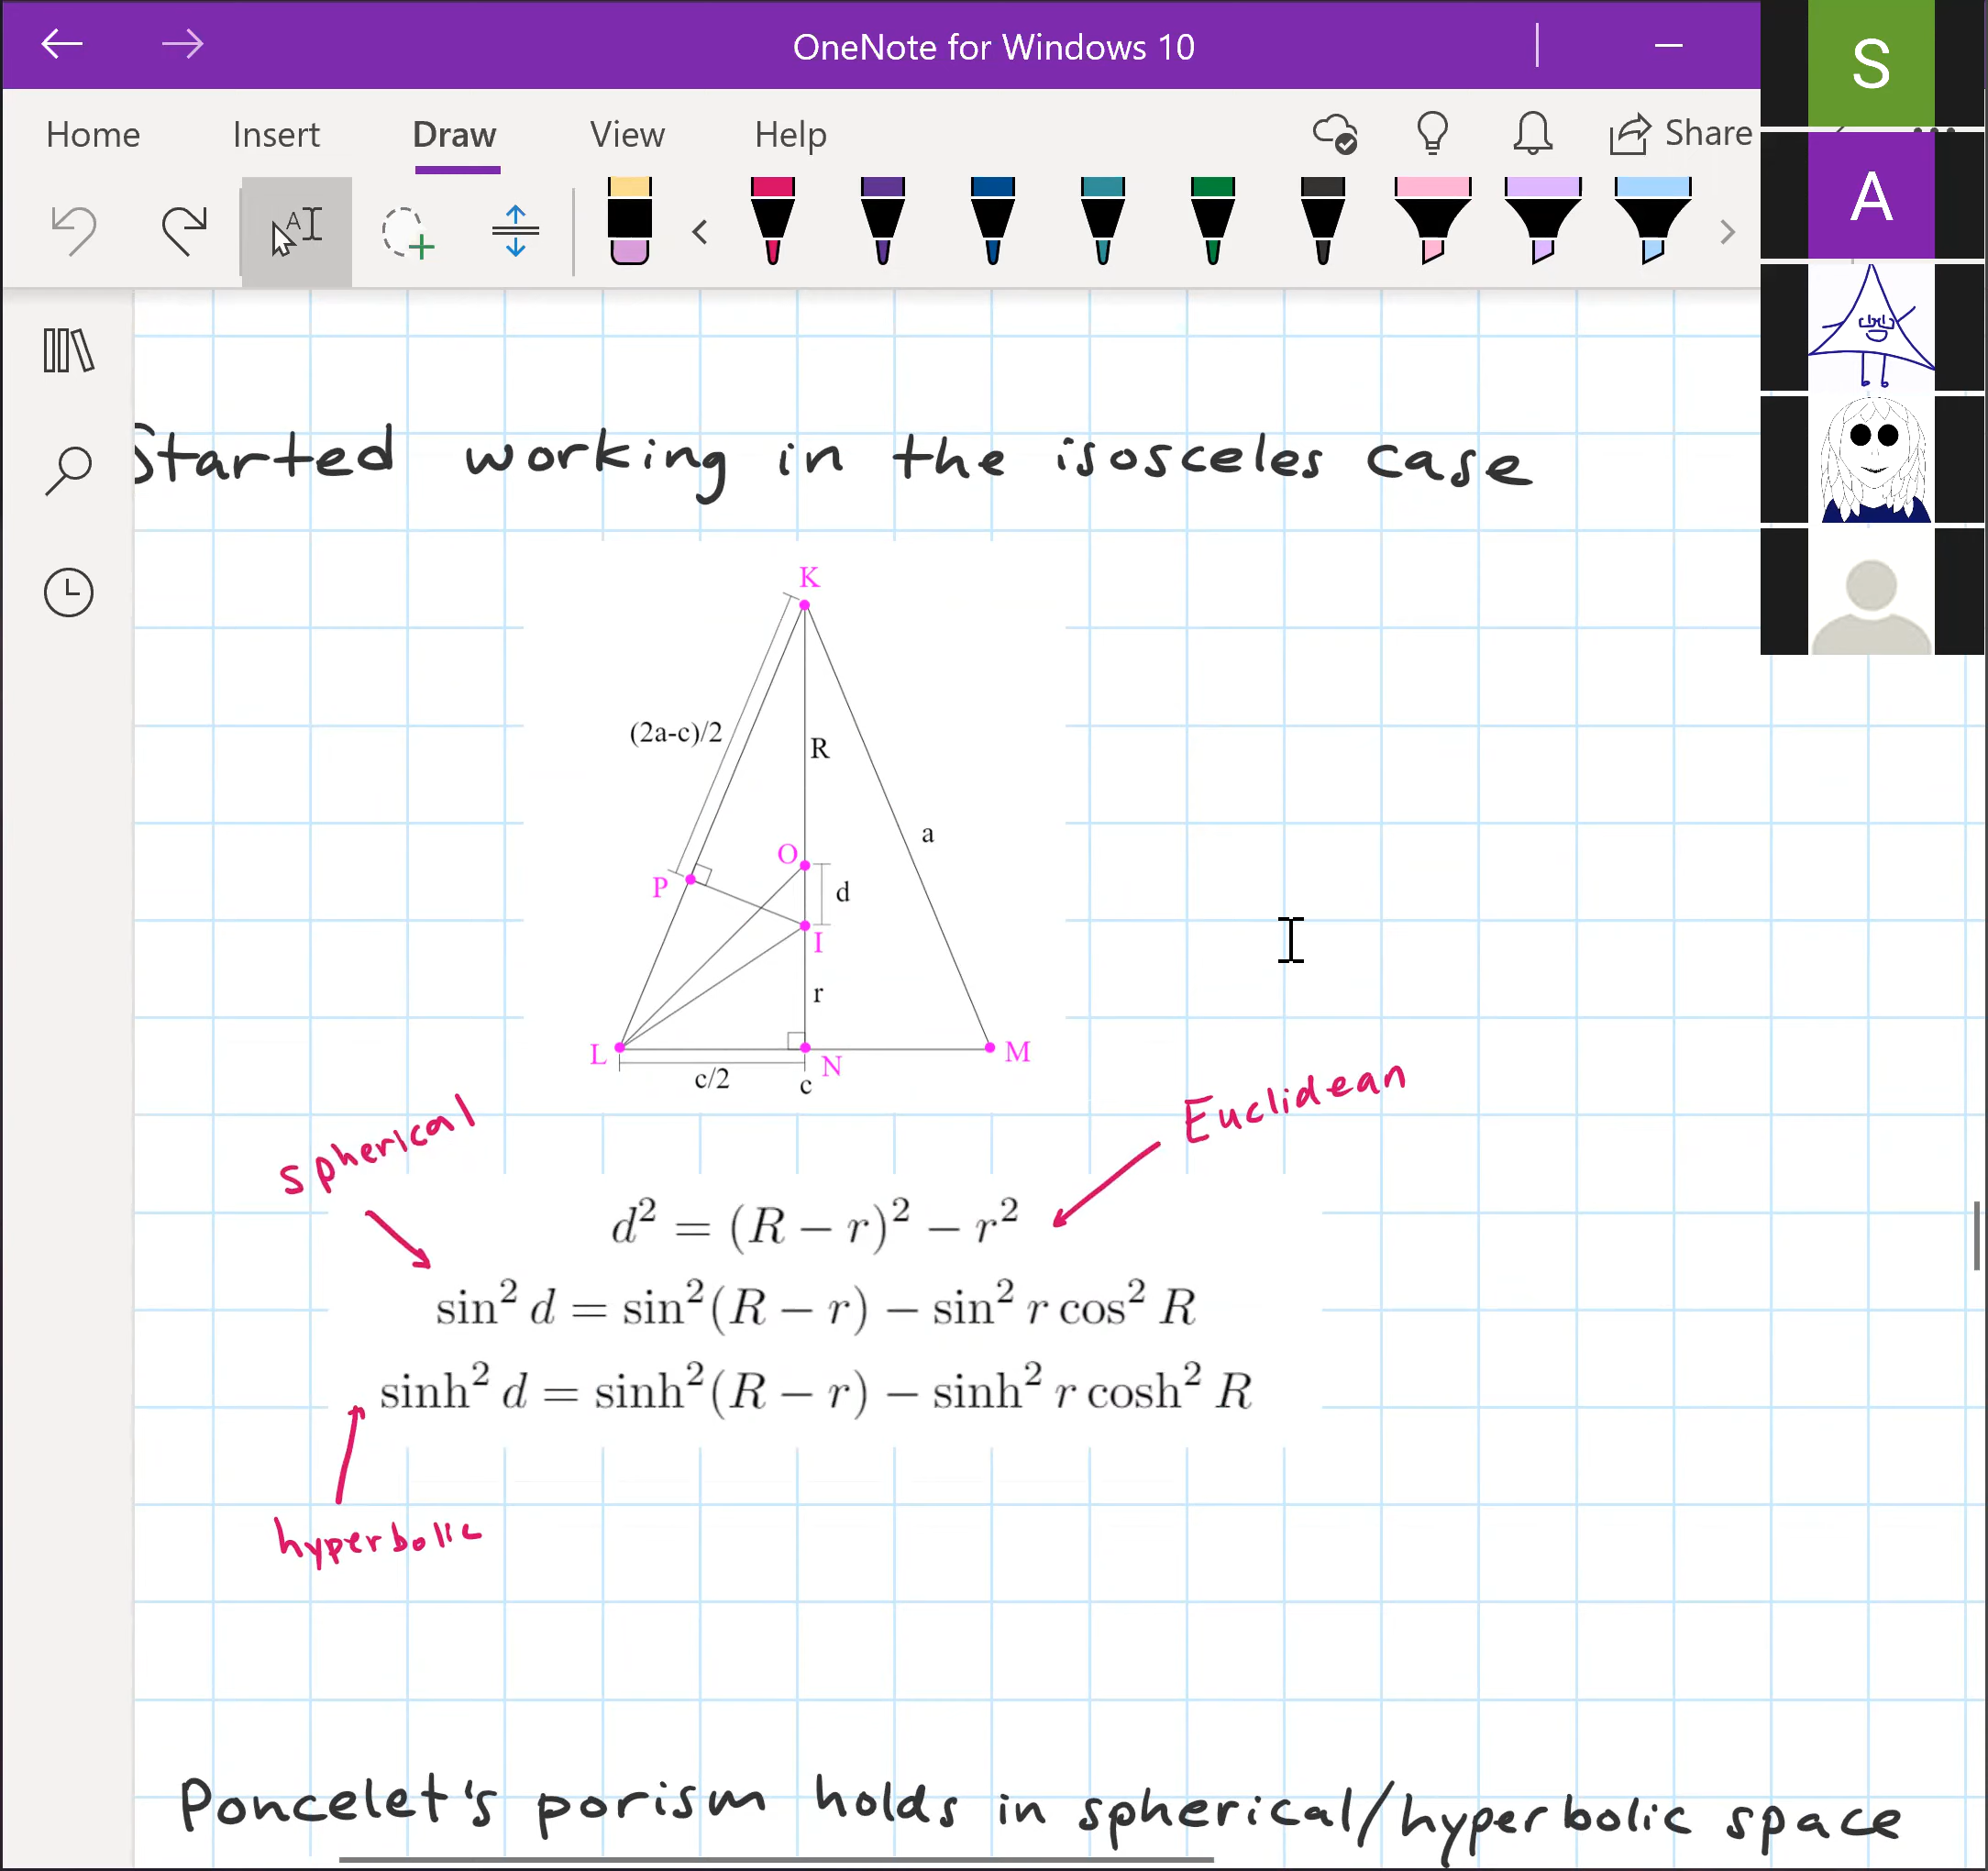 OneNote for Windows 10
S
Home Insert Draw View Help Share
A
Started working in the isosceles case
K
(2a-c)/2
R
a
O
P
d
I
r
L
N
M
c/2
c
Euclidean
spherical
d² = (R − r)² − r²
sin² d = sin²(R − r) − sin² r cos² R
sinh² d = sinh²(R − r) − sinh² r cosh² R
hyperbolic
Poncelet's porism holds in spherical/hyperbolic space